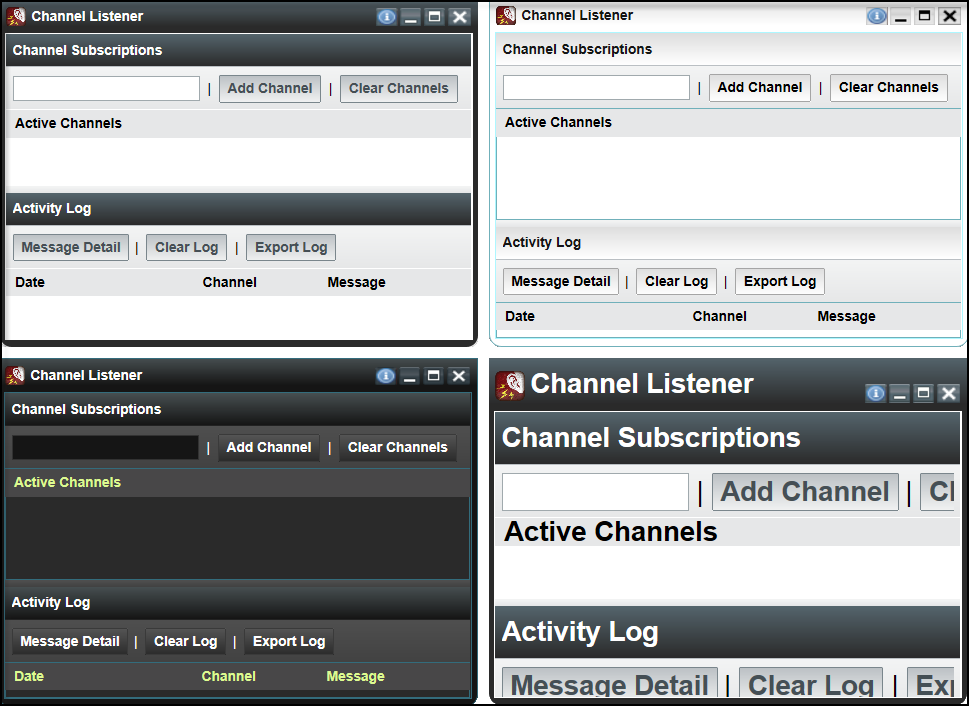 Channel Listener
Channel Subscriptions
| Add Channel | Clear Channels
Active Channels
Activity Log
Message Detail | Clear Log | Export Log
Date Channel Message
Channel Listener
Channel Subscriptions
| Add Channel | Clear Channels
Active Channels
Activity Log
Message Detail | Clear Log | Export Log
Date Channel Message
Channel Listener
Channel Subscriptions
| Add Channel | Clear Channels
Active Channels
Activity Log
Message Detail | Clear Log | Export Log
Date Channel Message
Channel Listener
Channel Subscriptions
| Add Channel | Cl
Active Channels
Activity Log
Message Detail | Clear Log | Exp